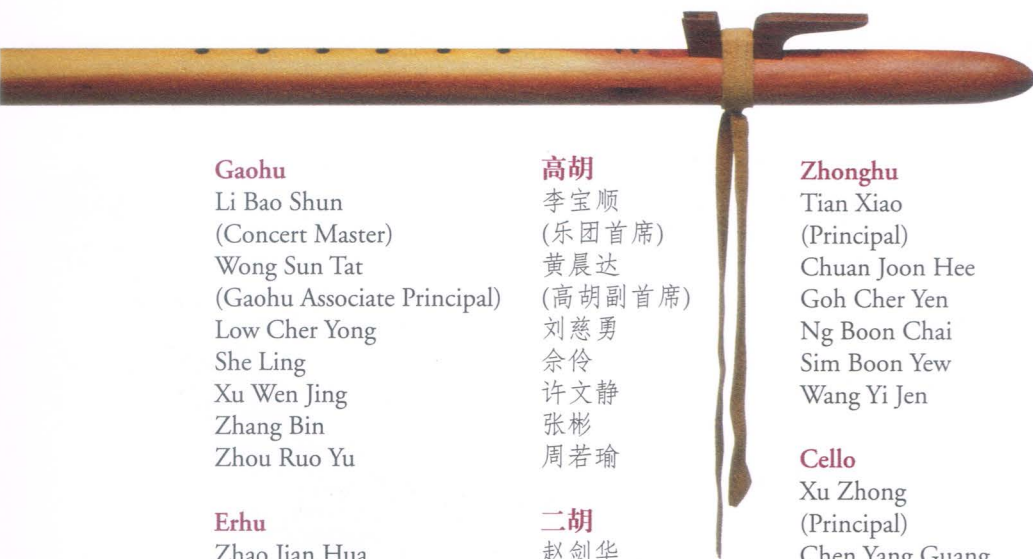 Gaohu
Li Bao Shun
(Concert Master)
Wong Sun Tat
(Gaohu Associate Principal)
Low Cher Yong
She Ling
Xu Wen Jing
Zhang Bin
Zhou Ruo Yu
Erhu
Zhao Jian Hua
高胡
李宝顺
(乐团首席)
黄晨达
(高胡副首席)
刘慈勇
佘伶
许文静
张彬
周若瑜
二胡
赵剑华
Zhonghu
Tian Xiao
(Principal)
Chuan Joon Hee
Goh Cher Yen
Ng Boon Chai
Sim Boon Yew
Wang Yi Jen
Cello
Xu Zhong
(Principal)
Chen Yang Guang